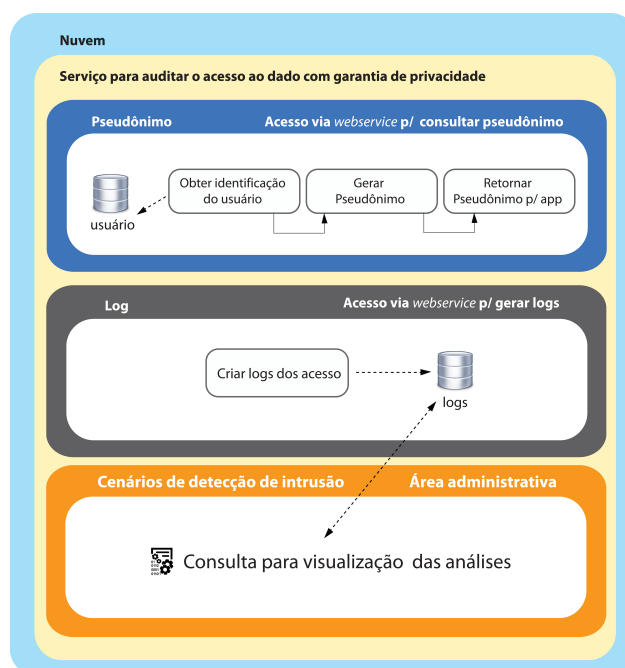 Nuvem
Serviço para auditar o acesso ao dado com garantia de privacidade
Pseudônimo
Acesso via webservice p/ consultar pseudônimo
Obter identificação
do usuário
Gerar
Pseudônimo
Retornar
Pseudônimo p/ app
usuário
Log
Acesso via webservice p/ gerar logs
Criar logs dos acesso
logs
Cenários de detecção de intrusão
Área administrativa
Consulta para visualização das análises